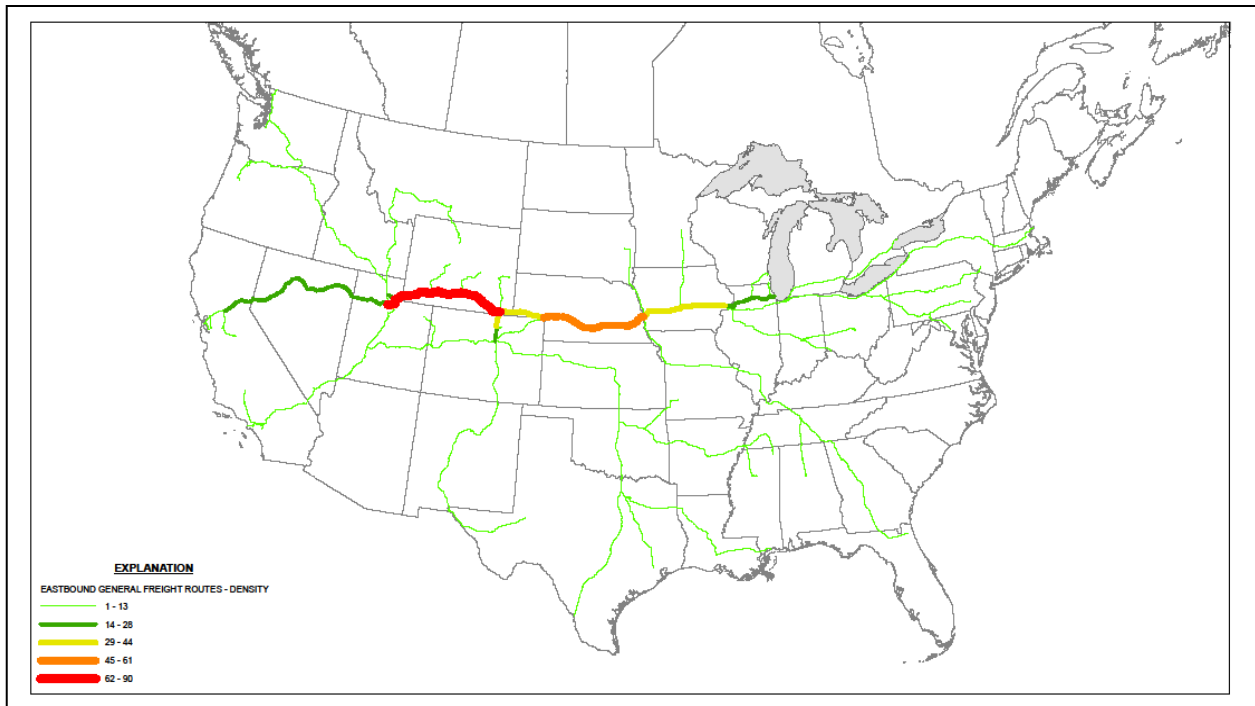 EXPLANATION
EASTBOUND GENERAL FREIGHT ROUTES - DENSITY
1 - 13
14 - 28
29 - 44
45 - 61
62 - 90